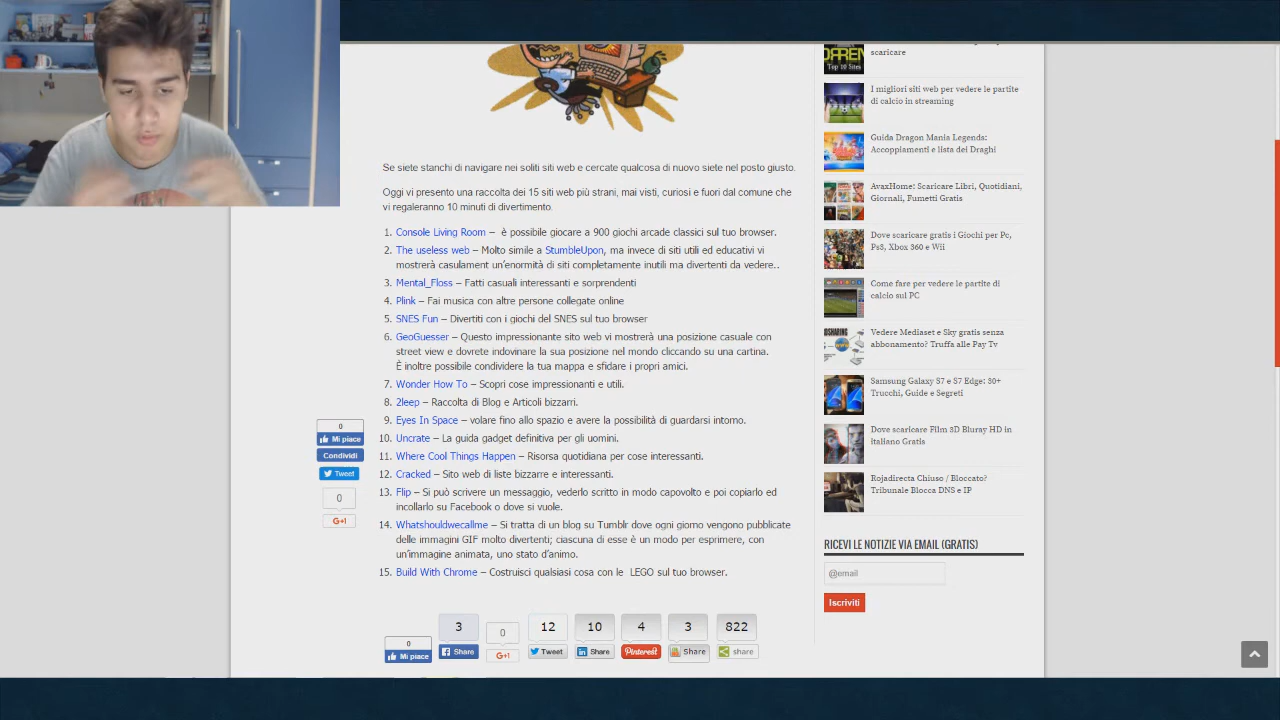 Se siete stanchi di navigare nei soliti siti web e cercate qualcosa di nuovo siete nel posto giusto.
Oggi vi presento una raccolta dei 15 siti web più strani, mai visti, curiosi e fuori dal comune che
vi regaleranno 10 minuti di divertimento.
1. Console Living Room – è possibile giocare a 900 giochi arcade classici sul tuo browser.
2. The useless web – Molto simile a StumbleUpon, ma invece di siti utili ed educativi vi
mostrerà casulament un'enormità di siti completamente inutili ma divertenti da vedere..
3. Mental_Floss – Fatti casuali interessanti e sorprendenti
4. Plink – Fai musica con altre persone collegate online
5. SNES Fun – Divertiti con i giochi del SNES sul tuo browser
6. GeoGuesser – Questo impressionante sito web vi mostrerà una posizione casuale con
street view e dovrete indovinare la sua posizione nel mondo cliccando su una cartina.
È inoltre possibile condividere la tua mappa e sfidare i propri amici.
7. Wonder How To – Scopri cose impressionanti e utili.
8. 2leep – Raccolta di Blog e Articoli bizzarri.
9. Eyes In Space – volare fino allo spazio e avere la possibilità di guardarsi intorno.
10. Uncrate – La guida gadget definitiva per gli uomini.
11. Where Cool Things Happen – Risorsa quotidiana per cose interessanti.
12. Cracked – Sito web di liste bizzarre e interessanti.
13. Flip – Si può scrivere un messaggio, vederlo scritto in modo capovolto e poi copiarlo ed
incollarlo su Facebook o dove si vuole.
14. Whatshouldwecallme – Si tratta di un blog su Tumblr dove ogni giorno vengono pubblicate
delle immagini GIF molto divertenti; ciascuna di esse è un modo per esprimere, con
un'immagine animata, uno stato d'animo.
15. Build With Chrome – Costruisci qualsiasi cosa con le LEGO sul tuo browser.
0
Mi piace
Condividi
Tweet
0
G+1
0 3 0 12 10 4 3 822
Mi piace Share G+1 Tweet Share Pinterest Share share
scaricare
Top 10 Sites
I migliori siti web per vedere le partite
di calcio in streaming
Guida Dragon Mania Legends:
Accoppiamenti e lista dei Draghi
AvaxHome: Scaricare Libri, Quotidiani,
Giornali, Fumetti Gratis
Dove scaricare gratis i Giochi per Pc,
Ps3, Xbox 360 e Wii
Come fare per vedere le partite di
calcio sul PC
Vedere Mediaset e Sky gratis senza
abbonamento? Truffa alle Pay Tv
Samsung Galaxy S7 e S7 Edge: 30+
Trucchi, Guide e Segreti
Dove scaricare Film 3D Bluray HD in
italiano Gratis
Rojadirecta Chiuso / Bloccato?
Tribunale Blocca DNS e IP
RICEVI LE NOTIZIE VIA EMAIL (GRATIS)
@email
Iscriviti